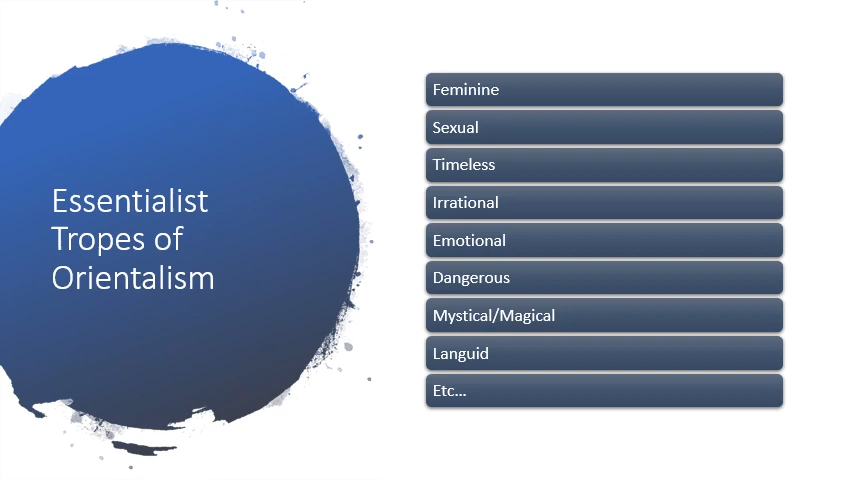 Essentialist
Tropes of
Orientalism
Feminine
Sexual
Timeless
Irrational
Emotional
Dangerous
Mystical/Magical
Languid
Etc...